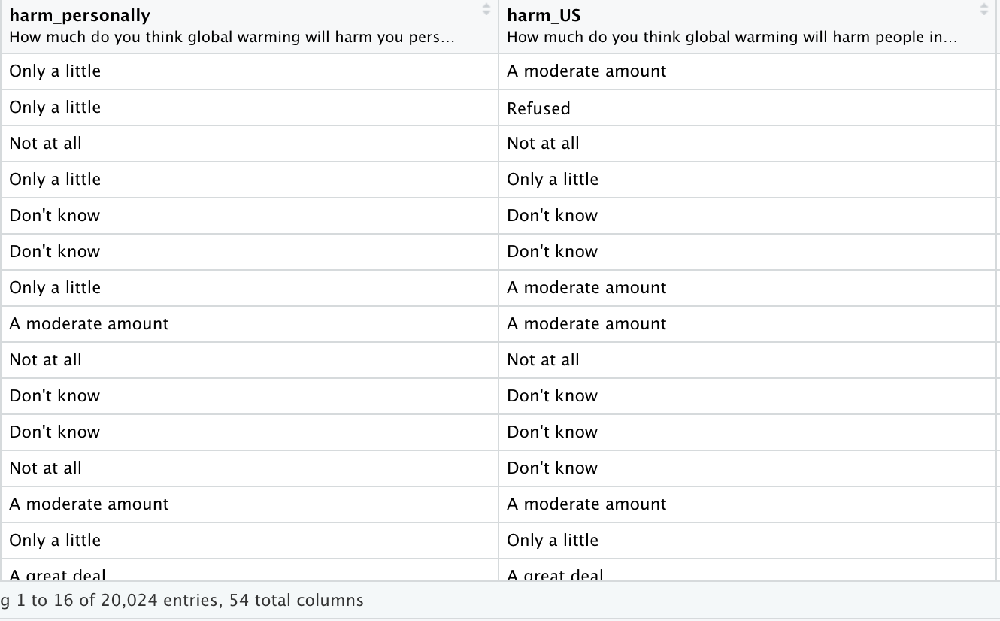 harm_personally harm_US
How much do you think global warming will harm you pers... How much do you think global warming will harm people in...
Only a little A moderate amount
Only a little Refused
Not at all Not at all
Only a little Only a little
Don't know Don't know
Don't know Don't know
Only a little A moderate amount
A moderate amount A moderate amount
Not at all Not at all
Don't know Don't know
Don't know Don't know
Not at all Don't know
A moderate amount A moderate amount
Only a little Only a little
A great deal A great deal
g 1 to 16 of 20,024 entries, 54 total columns